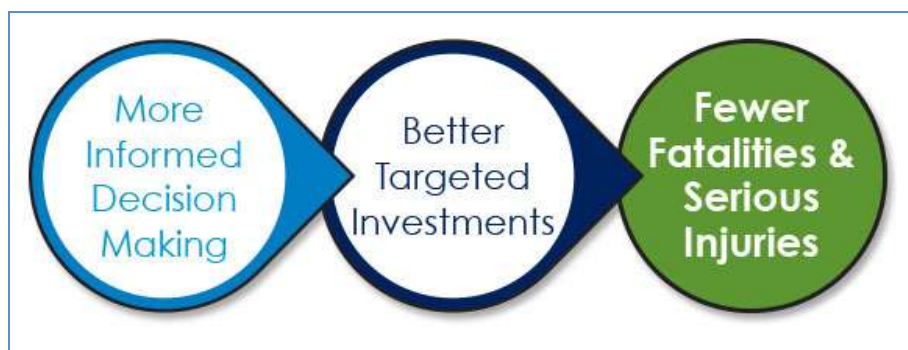 More
Informed
Decision
Making
Better
Targeted
Investments
Fewer
Fatalities &
Serious
Injuries